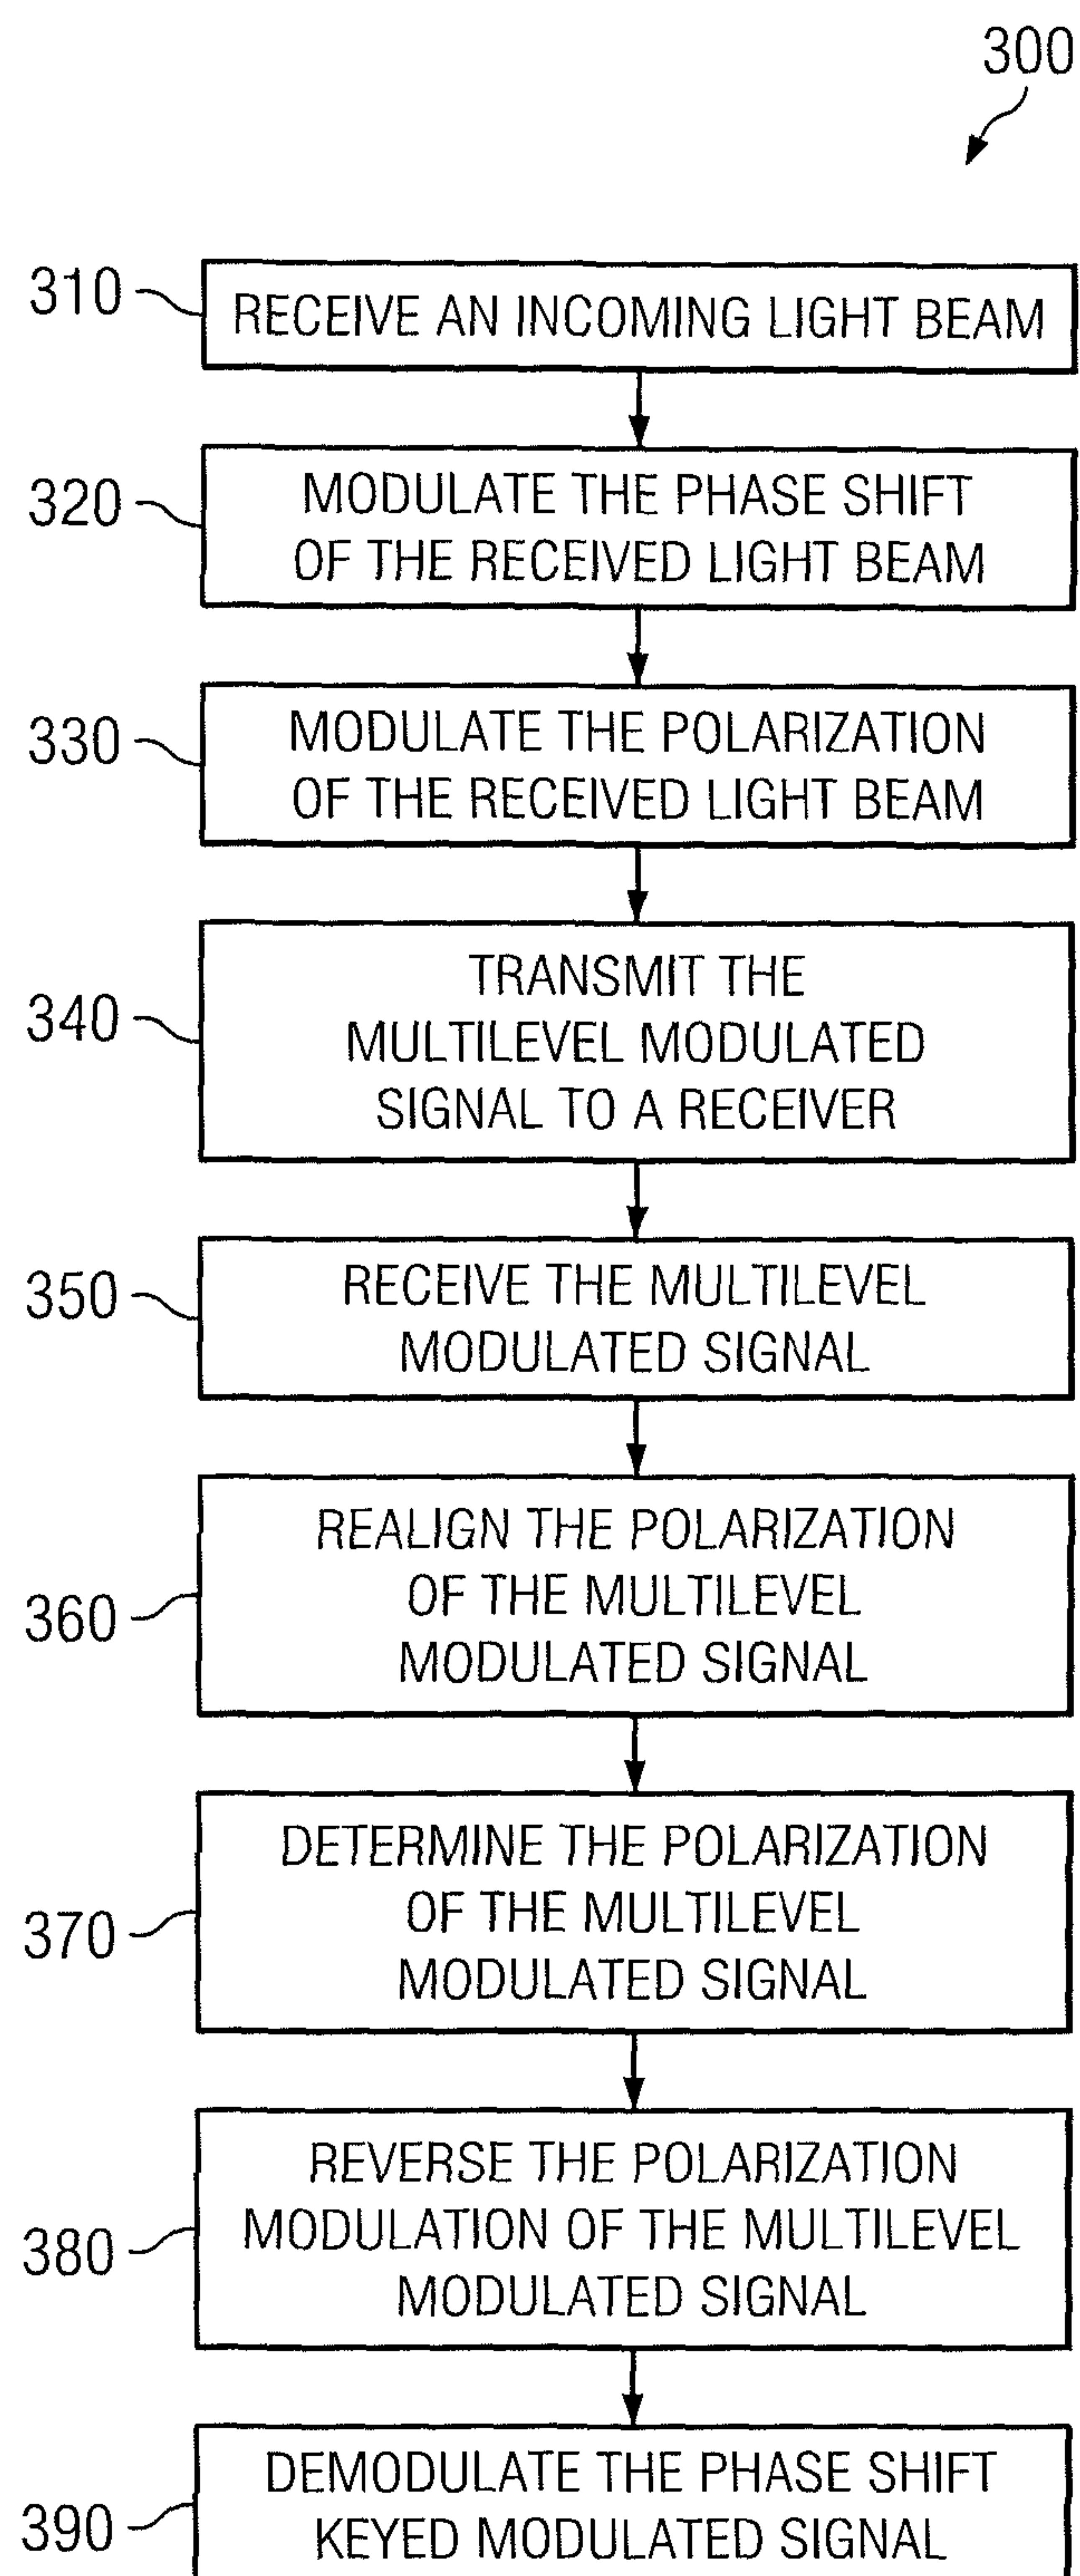 300
310
RECEIVE AN INCOMING LIGHT BEAM
320
MODULATE THE PHASE SHIFT
OF THE RECEIVED LIGHT BEAM
330
MODULATE THE POLARIZATION
OF THE RECEIVED LIGHT BEAM
340
TRANSMIT THE
MULTILEVEL MODULATED
SIGNAL TO A RECEIVER
350
RECEIVE THE MULTILEVEL
MODULATED SIGNAL
360
REALIGN THE POLARIZATION
OF THE MULTILEVEL
MODULATED SIGNAL
370
DETERMINE THE POLARIZATION
OF THE MULTILEVEL
MODULATED SIGNAL
380
REVERSE THE POLARIZATION
MODULATION OF THE MULTILEVEL
MODULATED SIGNAL
390
DEMODULATE THE PHASE SHIFT
KEYED MODULATED SIGNAL